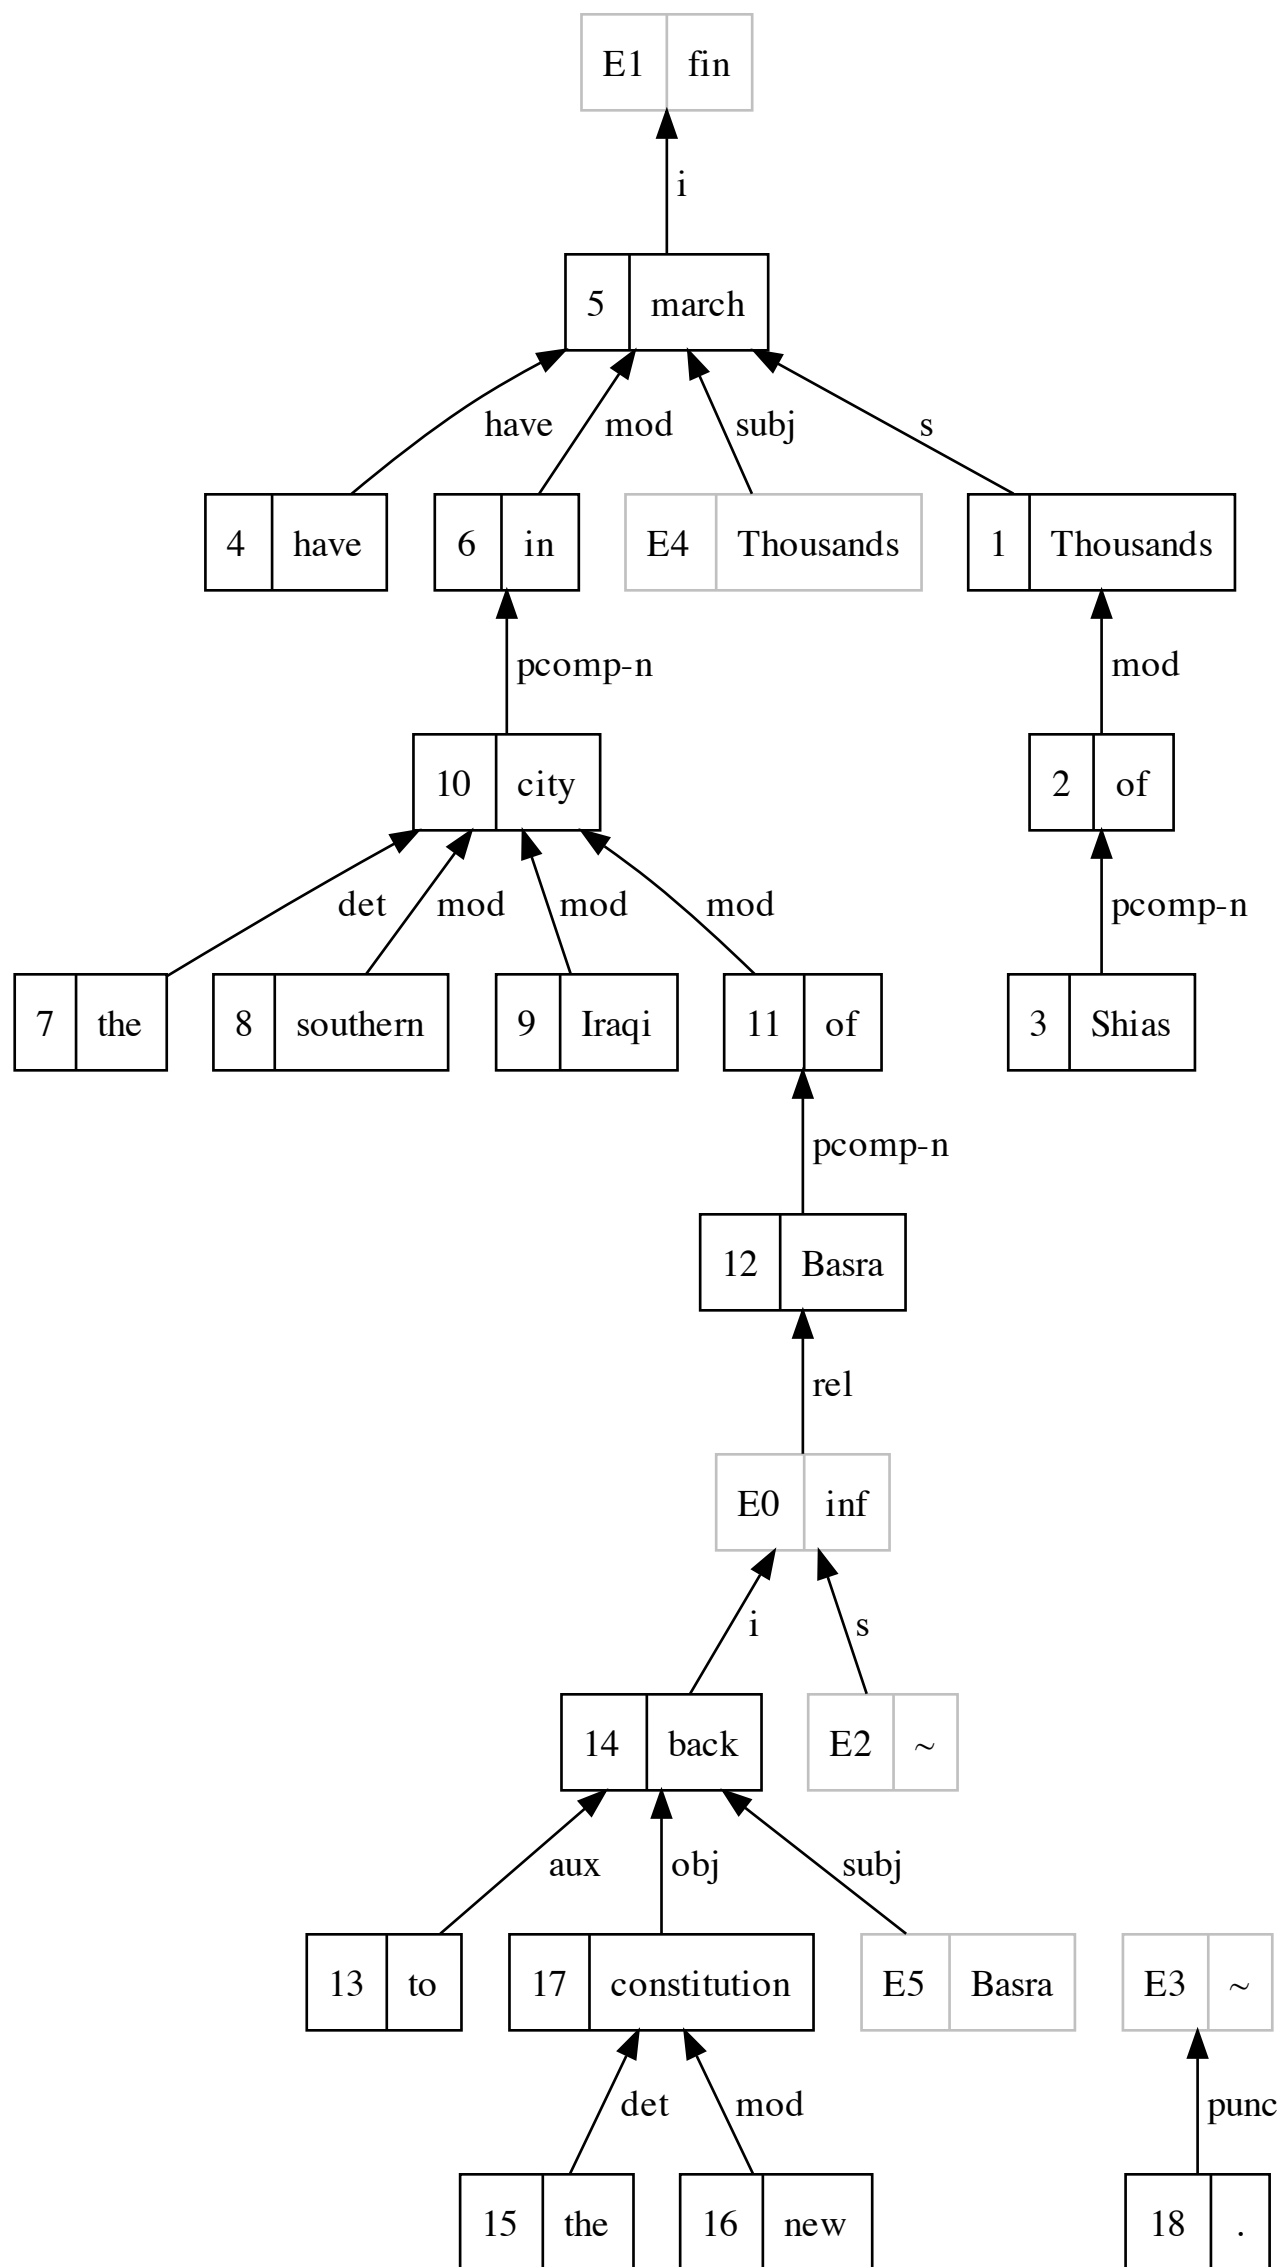 E1 fin
i
5 march
have mod subj s
4 have 6 in E4 Thousands 1 Thousands
pcomp-n mod
10 city 2 of
det mod mod mod pcomp-n
7 the 8 southern 9 Iraqi 11 of 3 Shias
pcomp-n
12 Basra
rel
E0 inf
i s
14 back E2 ~
aux obj subj
13 to 17 constitution E5 Basra E3 ~
det mod punc
15 the 16 new 18 .